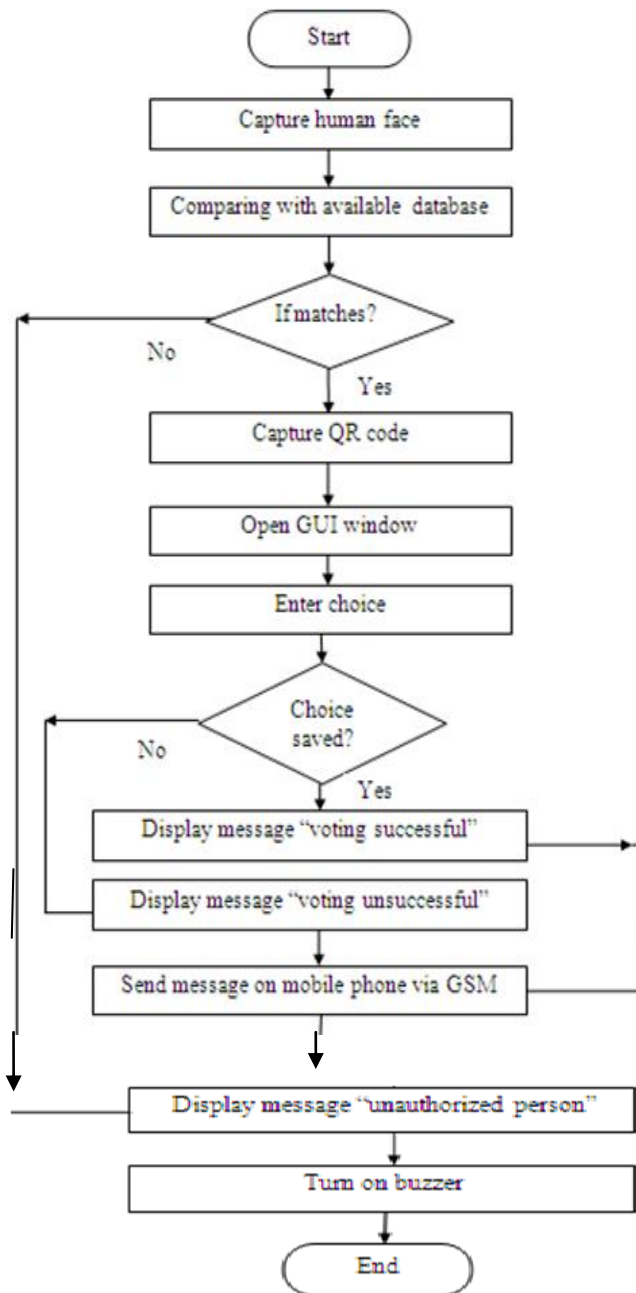 Start
Capture human face
Comparing with available database
If matches?
No
Yes
Capture QR code
Open GUI window
Enter choice
Choice
saved?
No
Yes
Display message “voting successful”
Display message “voting unsuccessful”
Send message on mobile phone via GSM
Display message “unauthorized person”
Turn on buzzer
End